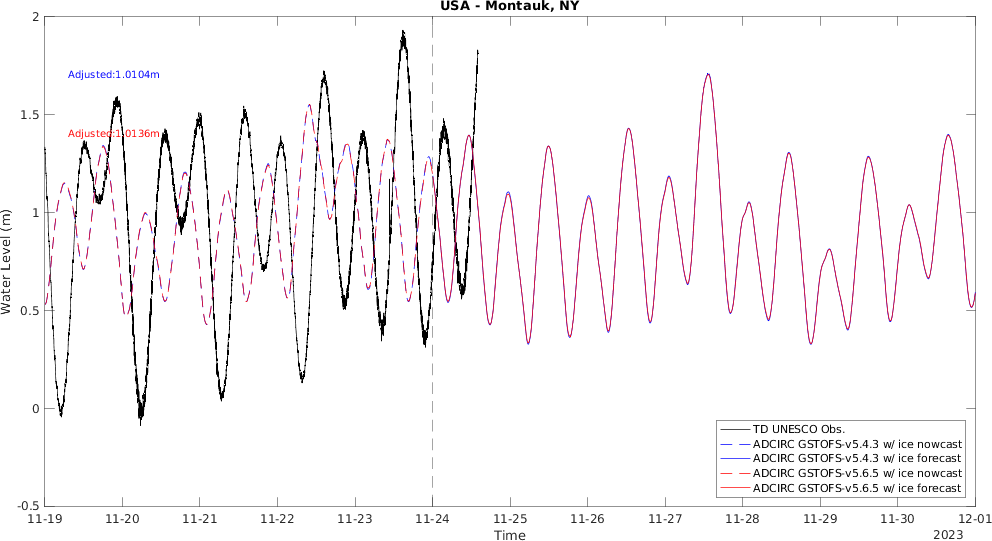 USA - Montauk, NY
2
1.5
1
0.5
0
-0.5
Water Level (m)
Adjusted:1.0104m
Adjusted:1.0136m
TD UNESCO Obs.
ADCIRC GSTOFS-v5.4.3 w/ ice nowcast
ADCIRC GSTOFS-v5.4.3 w/ ice forecast
ADCIRC GSTOFS-v5.6.5 w/ ice nowcast
ADCIRC GSTOFS-v5.6.5 w/ ice forecast
11-19 11-20 11-21 11-22 11-23 11-24 11-25 11-26 11-27 11-28 11-29 11-30 12-01
Time
2023